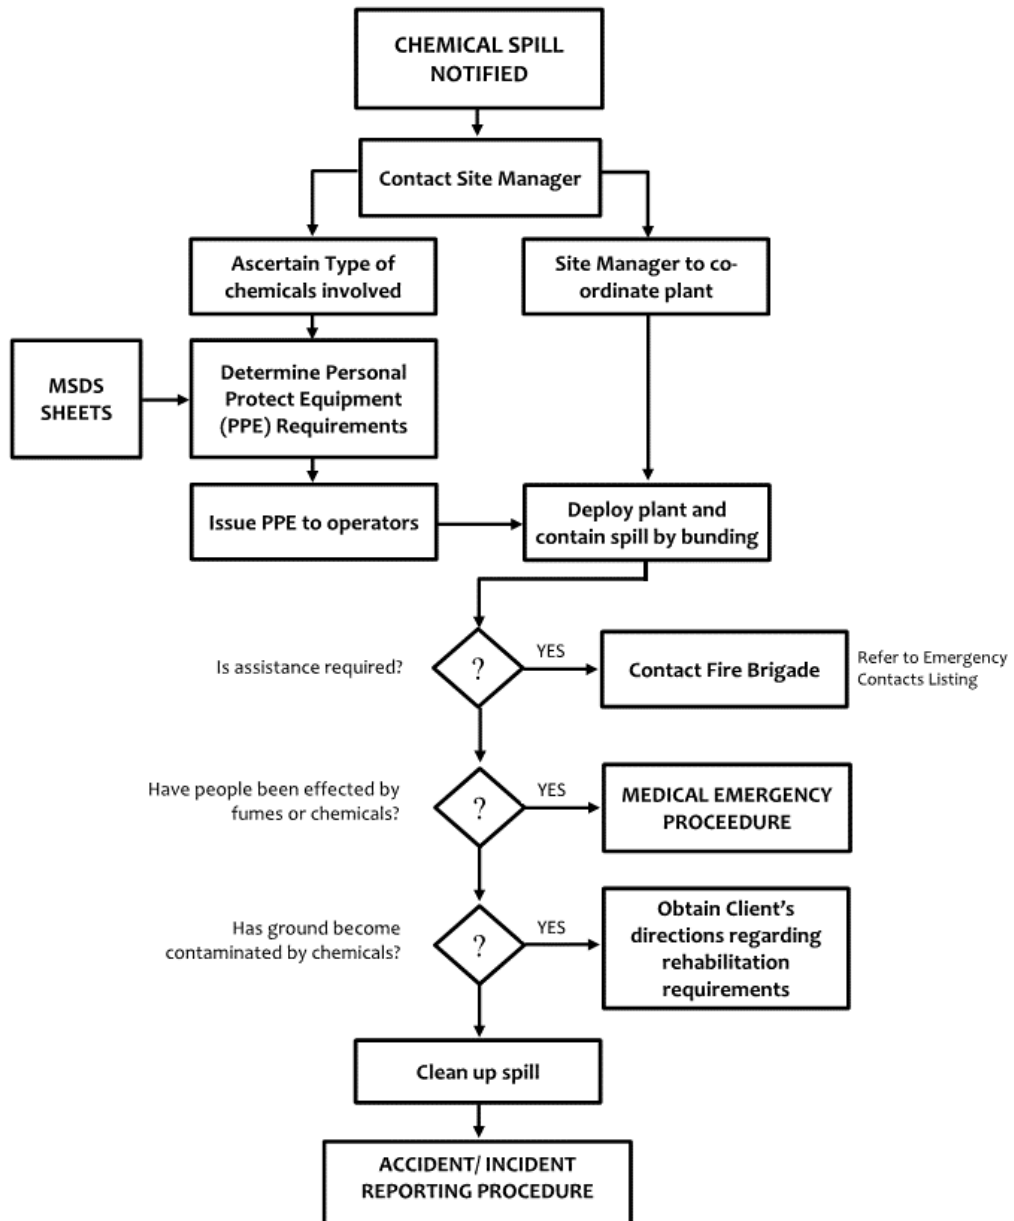 CHEMICAL SPILL
NOTIFIED
Contact Site Manager
Ascertain Type of
chemicals involved
Site Manager to co-
ordinate plant
MSDS
SHEETS
Determine Personal
Protect Equipment
(PPE) Requirements
Issue PPE to operators
Deploy plant and
contain spill by bunding
Is assistance required?
?
YES
Contact Fire Brigade
Refer to Emergency
Contacts Listing
Have people been effected by
fumes or chemicals?
?
YES
MEDICAL EMERGENCY
PROCEEDURE
Has ground become
contaminated by chemicals?
?
YES
Obtain Client's
directions regarding
rehabilitation
requirements
Clean up spill
ACCIDENT/ INCIDENT
REPORTING PROCEDURE